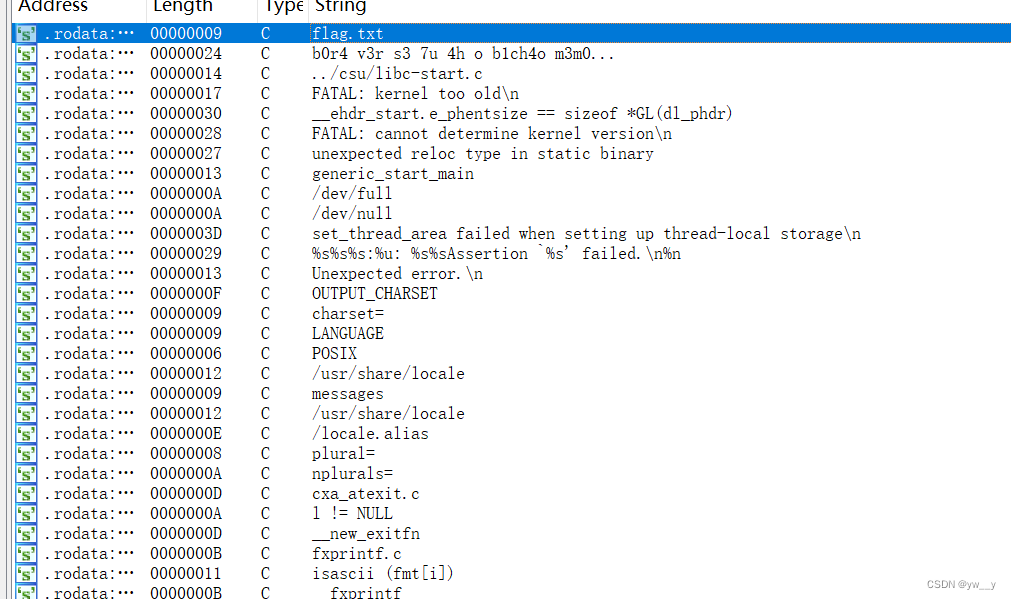 Address Length Type String
.rodata:… 00000009 C flag.txt
.rodata:… 00000024 C b0r4 v3r s3 7u 4h o b1ch4o m3m0...
.rodata:… 00000014 C ../csu/libc-start.c
.rodata:… 00000017 C FATAL: kernel too old\n
.rodata:… 00000030 C __ehdr_start.e_phentsize == sizeof *GL(dl_phdr)
.rodata:… 00000028 C FATAL: cannot determine kernel version\n
.rodata:… 00000027 C unexpected reloc type in static binary
.rodata:… 00000013 C generic_start_main
.rodata:… 0000000A C /dev/full
.rodata:… 0000000A C /dev/null
.rodata:… 0000003D C set_thread_area failed when setting up thread-local storage\n
.rodata:… 00000029 C %s%s%s:%u: %s%sAssertion `%s' failed.\n%n
.rodata:… 00000013 C Unexpected error.\n
.rodata:… 0000000F C OUTPUT_CHARSET
.rodata:… 00000009 C charset=
.rodata:… 00000009 C LANGUAGE
.rodata:… 00000006 C POSIX
.rodata:… 00000012 C /usr/share/locale
.rodata:… 00000009 C messages
.rodata:… 00000012 C /usr/share/locale
.rodata:… 0000000E C /locale.alias
.rodata:… 00000008 C plural=
.rodata:… 0000000A C nplurals=
.rodata:… 0000000D C cxa_atexit.c
.rodata:… 0000000A C l != NULL
.rodata:… 0000000D C __new_exitfn
.rodata:… 0000000B C fxprintf.c
.rodata:… 00000011 C isascii (fmt[i])
.rodata:… 0000000B C __fxprintf
CSDN @yw__y